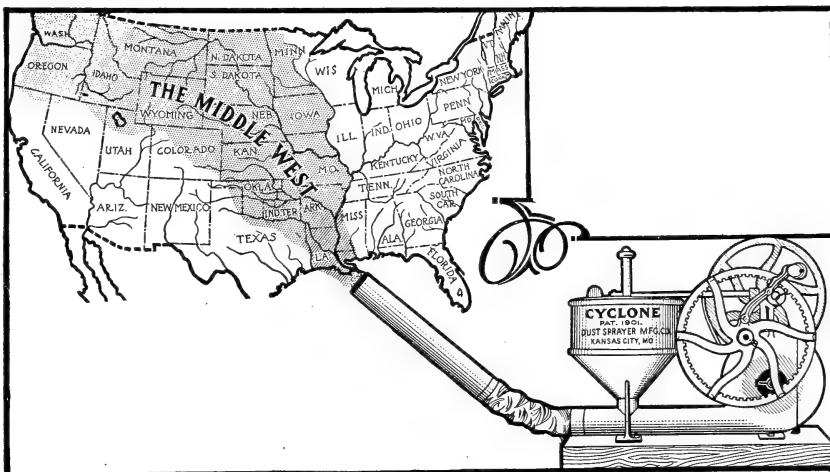 WASH.
MONTANA
N. DAKOTA
MINN
OREGON
IDAHO
S. DAKOTA
WIS
MICH
NEW YORK
MAINE
THE MIDDLE WEST
WYOMING
NEB
IOWA
PENN
NEVADA
UTAH
COLORADO
KAN
MO.
ILL.
IND.
OHIO
W.VA.
VIRGINIA
KENTUCKY
CALIFORNIA
ARIZ.
NEW MEXICO
OKLA
IND.TER
ARK
TENN.
NORTH
CAROLINA
SOUTH
CAR.
TEXAS
LA
MISS
ALA
GEORGIA
FLORIDA
CYCLONE
PAT. 1901.
DUST SPRAYER MFG.CO.
KANSAS CITY, MO